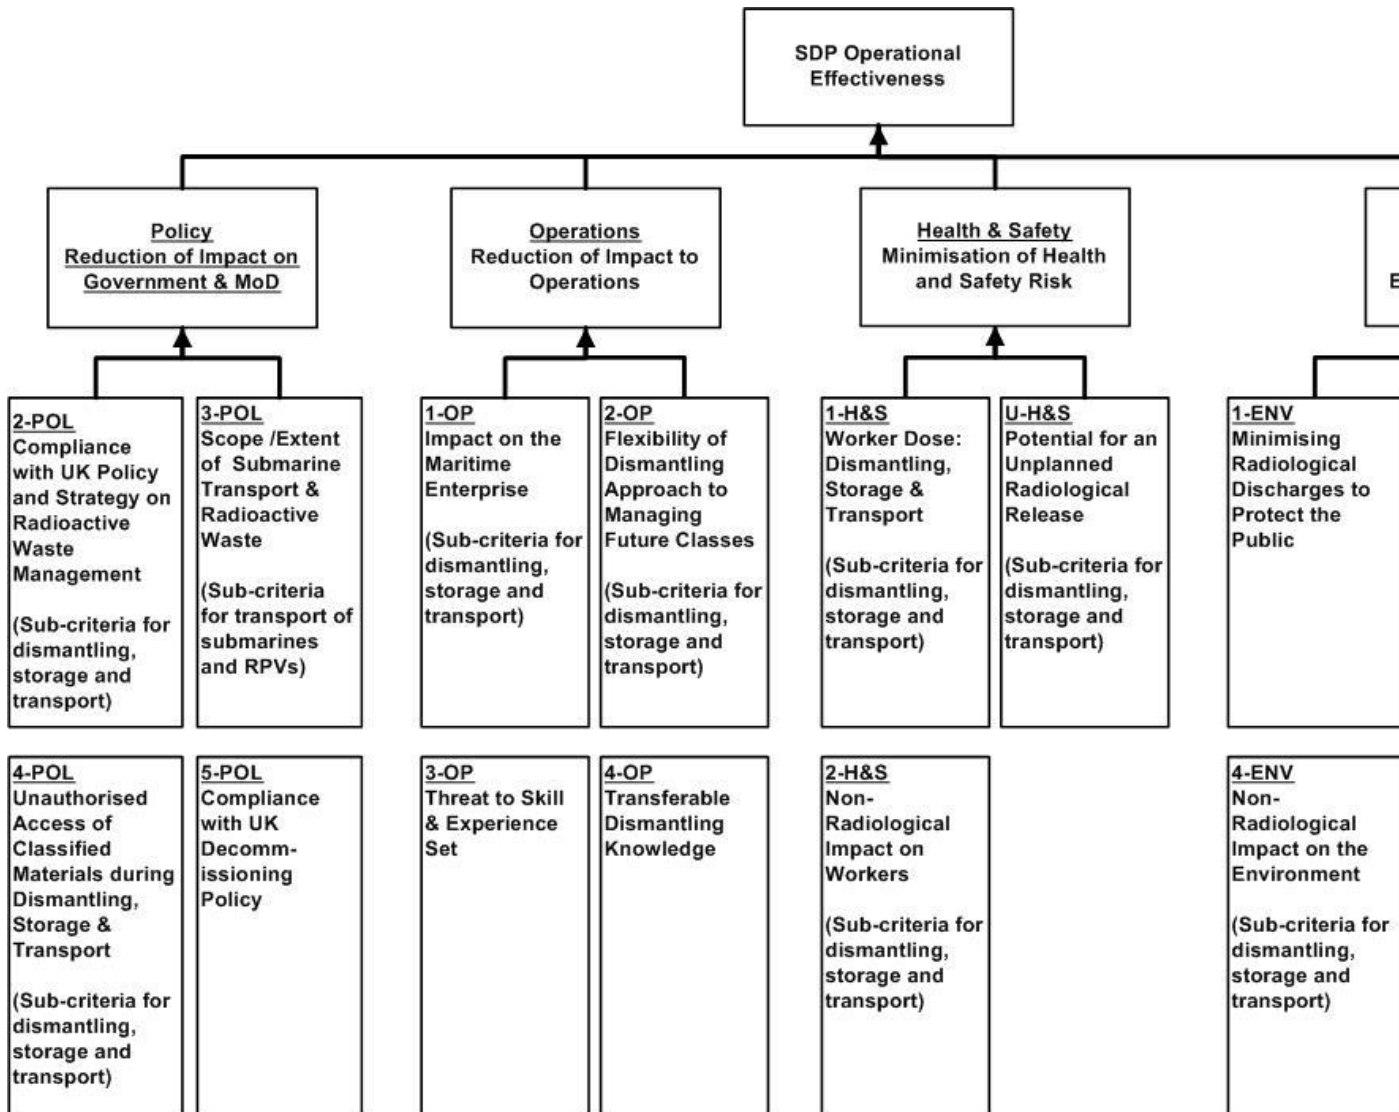 SDP Operational
Effectiveness
Policy
Reduction of Impact on
Government & MoD
Operations
Reduction of Impact to
Operations
Health & Safety
Minimisation of Health
and Safety Risk
E
2-POL
Compliance
with UK Policy
and Strategy on
Radioactive
Waste
Management
(Sub-criteria for
dismantling,
storage and
transport)
3-POL
Scope /Extent
of Submarine
Transport &
Radioactive
Waste
(Sub-criteria
for transport of
submarines
and RPVs)
1-OP
Impact on the
Maritime
Enterprise
(Sub-criteria for
dismantling,
storage and
transport)
2-OP
Flexibility of
Dismantling
Approach to
Managing
Future Classes
(Sub-criteria for
dismantling,
storage and
transport)
1-H&S
Worker Dose:
Dismantling,
Storage &
Transport
(Sub-criteria for
dismantling,
storage and
transport)
U-H&S
Potential for an
Unplanned
Radiological
Release
(Sub-criteria for
dismantling,
storage and
transport)
1-ENV
Minimising
Radiological
Discharges to
Protect the
Public
4-POL
Unauthorised
Access of
Classified
Materials during
Dismantling,
Storage &
Transport
(Sub-criteria for
dismantling,
storage and
transport)
5-POL
Compliance
with UK
Decomm-
issioning
Policy
3-OP
Threat to Skill
& Experience
Set
4-OP
Transferable
Dismantling
Knowledge
2-H&S
Non-
Radiological
Impact on
Workers
(Sub-criteria for
dismantling,
storage and
transport)
4-ENV
Non-
Radiological
Impact on the
Environment
(Sub-criteria for
dismantling,
storage and
transport)